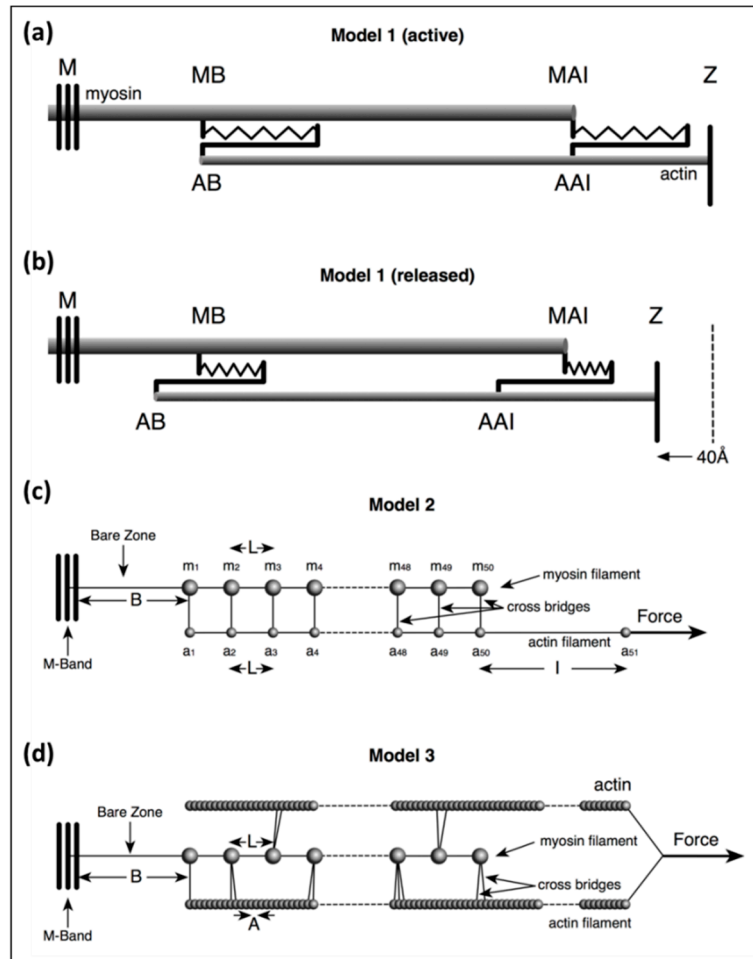 (a)
Model 1 (active)
M MB MAI Z
myosin
AB AAI actin
(b)
Model 1 (released)
M MB MAI Z
AB AAI
40Å
(c)
Model 2
Bare Zone
L
m1 m2 m3 m4 m48 m49 m50
myosin filament
B
cross bridges
Force
actin filament
a1 a2 a3 a4 a48 a49 a50 a51
M-Band
L
I
(d)
Model 3
actin
Bare Zone
L
myosin filament
Force
B
cross bridges
A
actin filament
M-Band